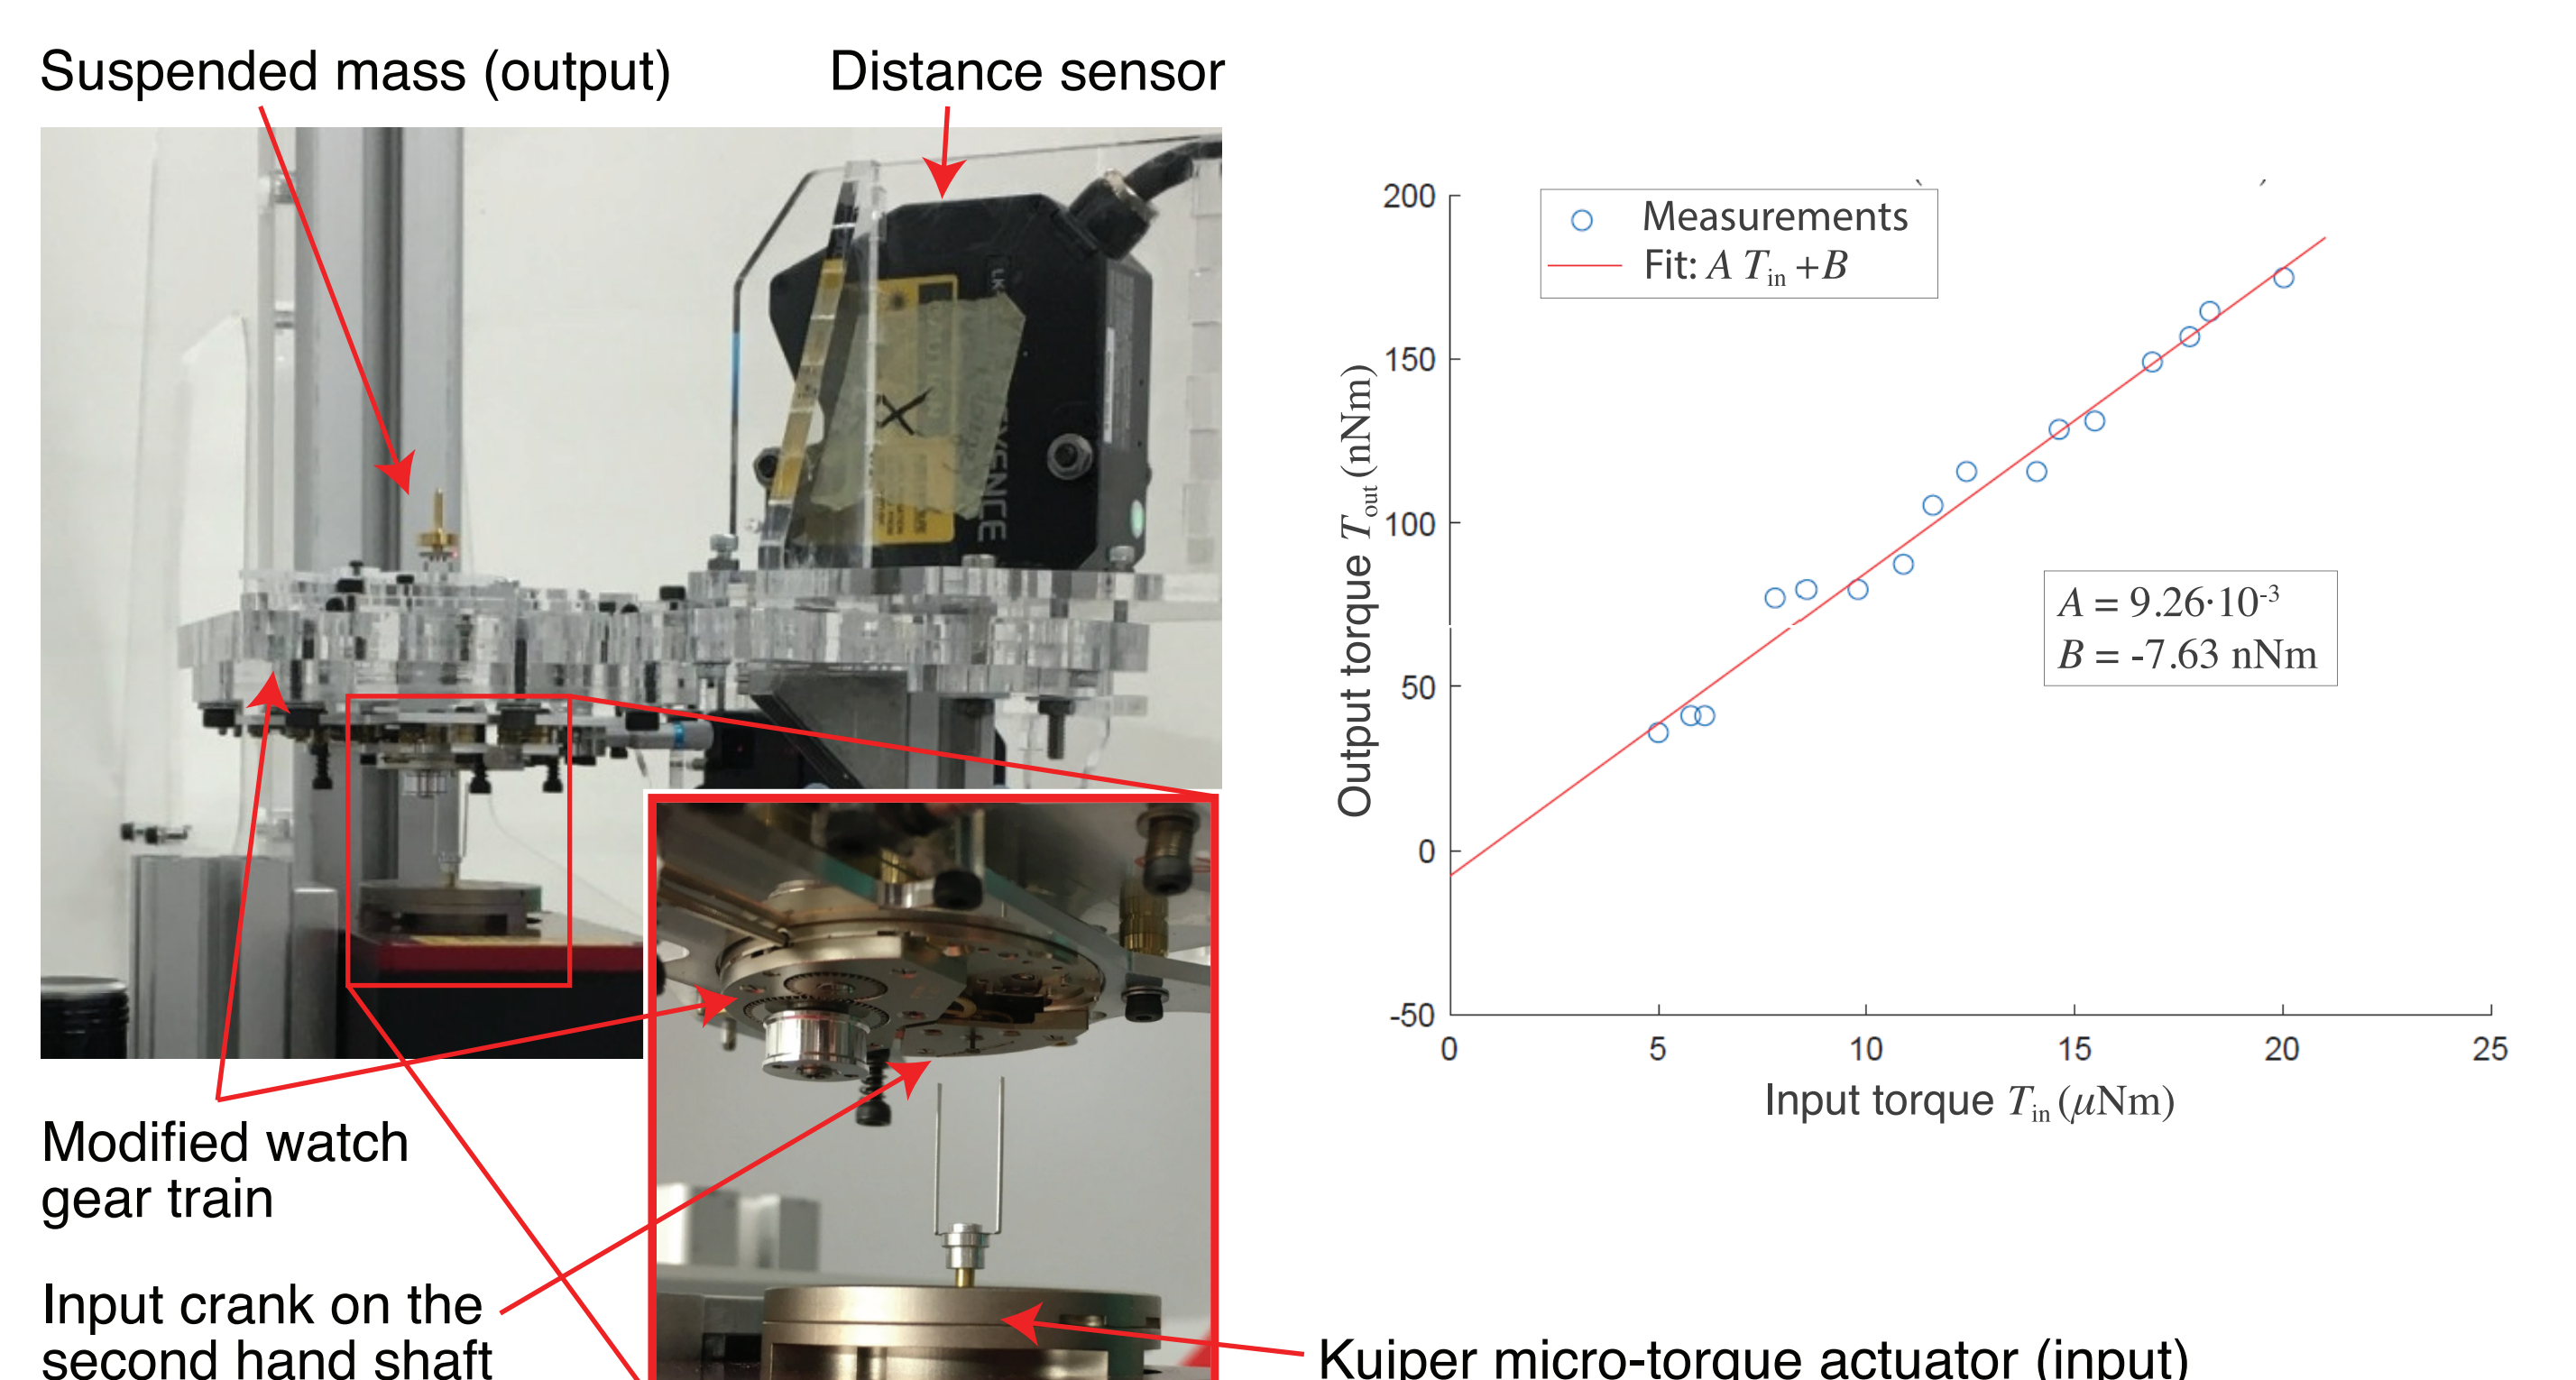 Suspended mass (output)
Distance sensor
KEYENCE
LK
Modified watch
gear train
Input crank on the
second hand shaft
Kuiper micro-torque actuator (input)
Output torque T_out (nNm)
200
150
100
50
0
-50
Measurements
Fit: A T_in +B
A = 9.26·10^-3
B = -7.63 nNm
0 5 10 15 20 25
Input torque T_in (μNm)